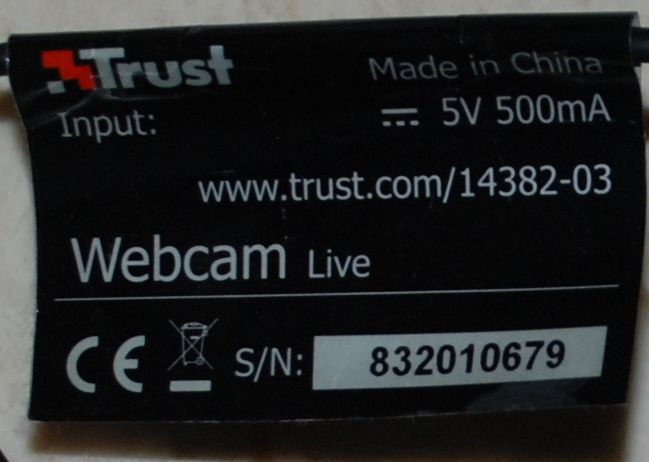 Trust Made in China
Input: 5V 500mA
www.trust.com/14382-03
Webcam Live
CE S/N: 832010679